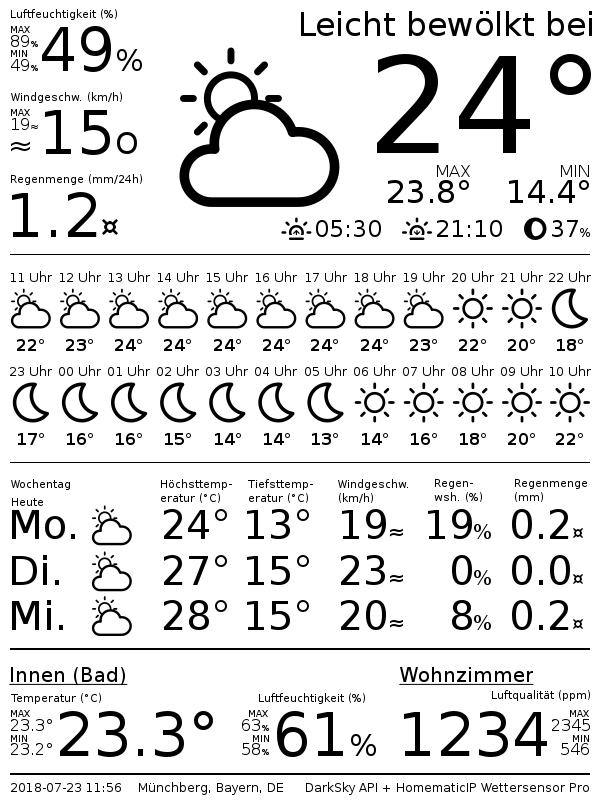 Luftfeuchtigkeit (%)
MAX
89%
MIN
49%
49%
Windgeschw. (km/h)
MAX
19≈
≈ 15o
Regenmenge (mm/24h)
1.2¤
Leicht bewölkt bei
24°
MAX MIN
23.8° 14.4°
05:30 21:10 37%
11 Uhr 12 Uhr 13 Uhr 14 Uhr 15 Uhr 16 Uhr 17 Uhr 18 Uhr 19 Uhr 20 Uhr 21 Uhr 22 Uhr
22° 23° 24° 24° 24° 24° 24° 24° 23° 22° 20° 18°
23 Uhr 00 Uhr 01 Uhr 02 Uhr 03 Uhr 04 Uhr 05 Uhr 06 Uhr 07 Uhr 08 Uhr 09 Uhr 10 Uhr
17° 16° 16° 15° 14° 14° 13° 14° 16° 18° 20° 22°
Wochentag Höchsttemp- Tiefsttemp- Windgeschw. Regen- Regenmenge
Heute eratur (°C) eratur (°C) (km/h) wsh. (%) (mm)
Mo. 24° 13° 19≈ 19% 0.2¤
Di. 27° 15° 23≈ 0% 0.0¤
Mi. 28° 15° 20≈ 8% 0.2¤
Innen (Bad) Wohnzimmer
Temperatur (°C) Luftfeuchtigkeit (%) Luftqualität (ppm)
MAX
23.3°
MIN
23.2°
23.3°
MAX
63%
MIN
58%
61%
1234
MAX
2345
MIN
546
2018-07-23 11:56 Münchberg, Bayern, DE DarkSky API + HomematicIP Wettersensor Pro